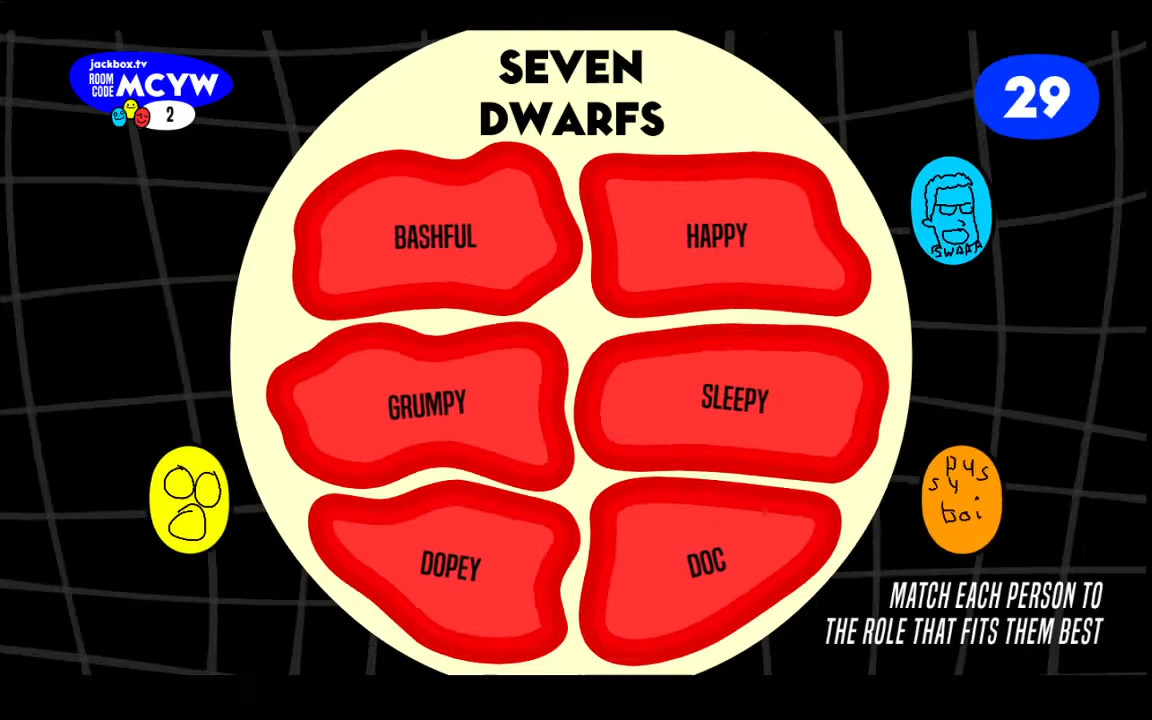 jackbox.tv
ROOM
CODE
MCYW
2
SEVEN
DWARFS
29
BASHFUL
HAPPY
GRUMPY
SLEEPY
DOPEY
DOC
pus
sy
boi
MATCH EACH PERSON TO
THE ROLE THAT FITS THEM BEST